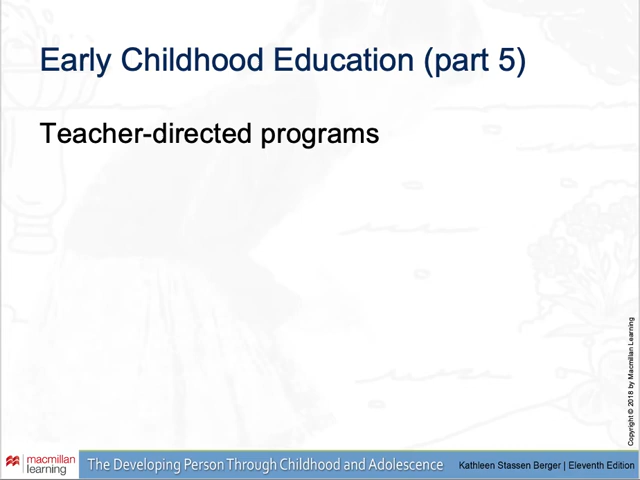 Early Childhood Education (part 5)
Teacher-directed programs
Copyright © 2018 by Macmillan Learning
macmillan
learning
The Developing Person Through Childhood and Adolescence
Kathleen Stassen Berger | Eleventh Edition